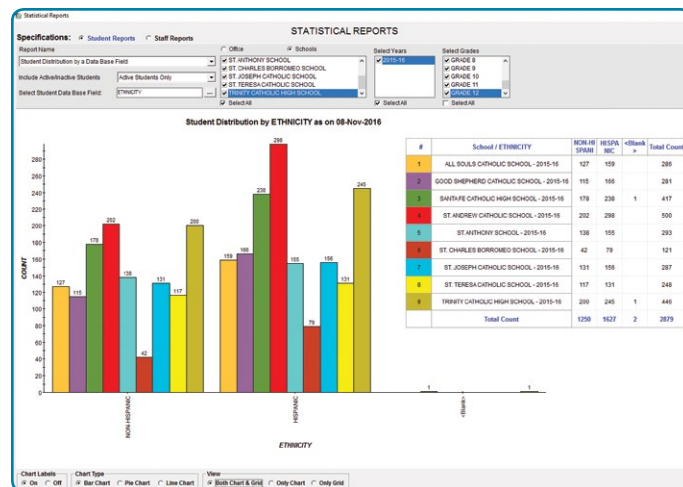 Statistical Reports
STATISTICAL REPORTS
Specifications: Student Reports Staff Reports
Report Name
Student Distribution by a Data Base Field
Include Active/Inactive Students Active Students Only
Select Student Data Base Field: ETHNICITY ...
Office Schools
ST. ANTHONY SCHOOL
ST. CHARLES BORROMEO SCHOOL
ST. JOSEPH CATHOLIC SCHOOL
ST. TERESA CATHOLIC SCHOOL
TRINITY CATHOLIC HIGH SCHOOL
Select All
Select Years
2015-16
Select All
Select Grades
GRADE 8
GRADE 9
GRADE 10
GRADE 11
GRADE 12
Select All
Student Distribution by ETHNICITY as on 08-Nov-2016
COUNT
280
260
240
220
200
180
160
140
120
100
80
60
40
20
0
127 115 178 202 138 42 131 117 200
159 166 238 298 155 79 156 131 245
1 1
NON-HISPANIC
HISPANIC
<Blank>
ETHNICITY
# School / ETHNICITY NON-HI SPANI HISPA NIC <Blank > Total Count
1 ALL SOULS CATHOLIC SCHOOL - 2015-16 127 159 286
2 GOOD SHEPHERD CATHOLIC SCHOOL - 2015-16 115 166 281
3 SANTA FE CATHOLIC HIGH SCHOOL - 2015-16 178 238 1 417
4 ST. ANDREW CATHOLIC SCHOOL - 2015-16 202 298 500
5 ST. ANTHONY SCHOOL - 2015-16 138 155 293
6 ST. CHARLES BORROMEO SCHOOL - 2015-16 42 79 121
7 ST. JOSEPH CATHOLIC SCHOOL - 2015-16 131 156 287
8 ST. TERESA CATHOLIC SCHOOL - 2015-16 117 131 248
9 TRINITY CATHOLIC HIGH SCHOOL - 2015-16 200 245 1 446
Total Count 1250 1627 2 2879
Chart Labels
On Off
Chart Type
Bar Chart Pie Chart Line Chart
View
Both Chart & Grid Only Chart Only Grid